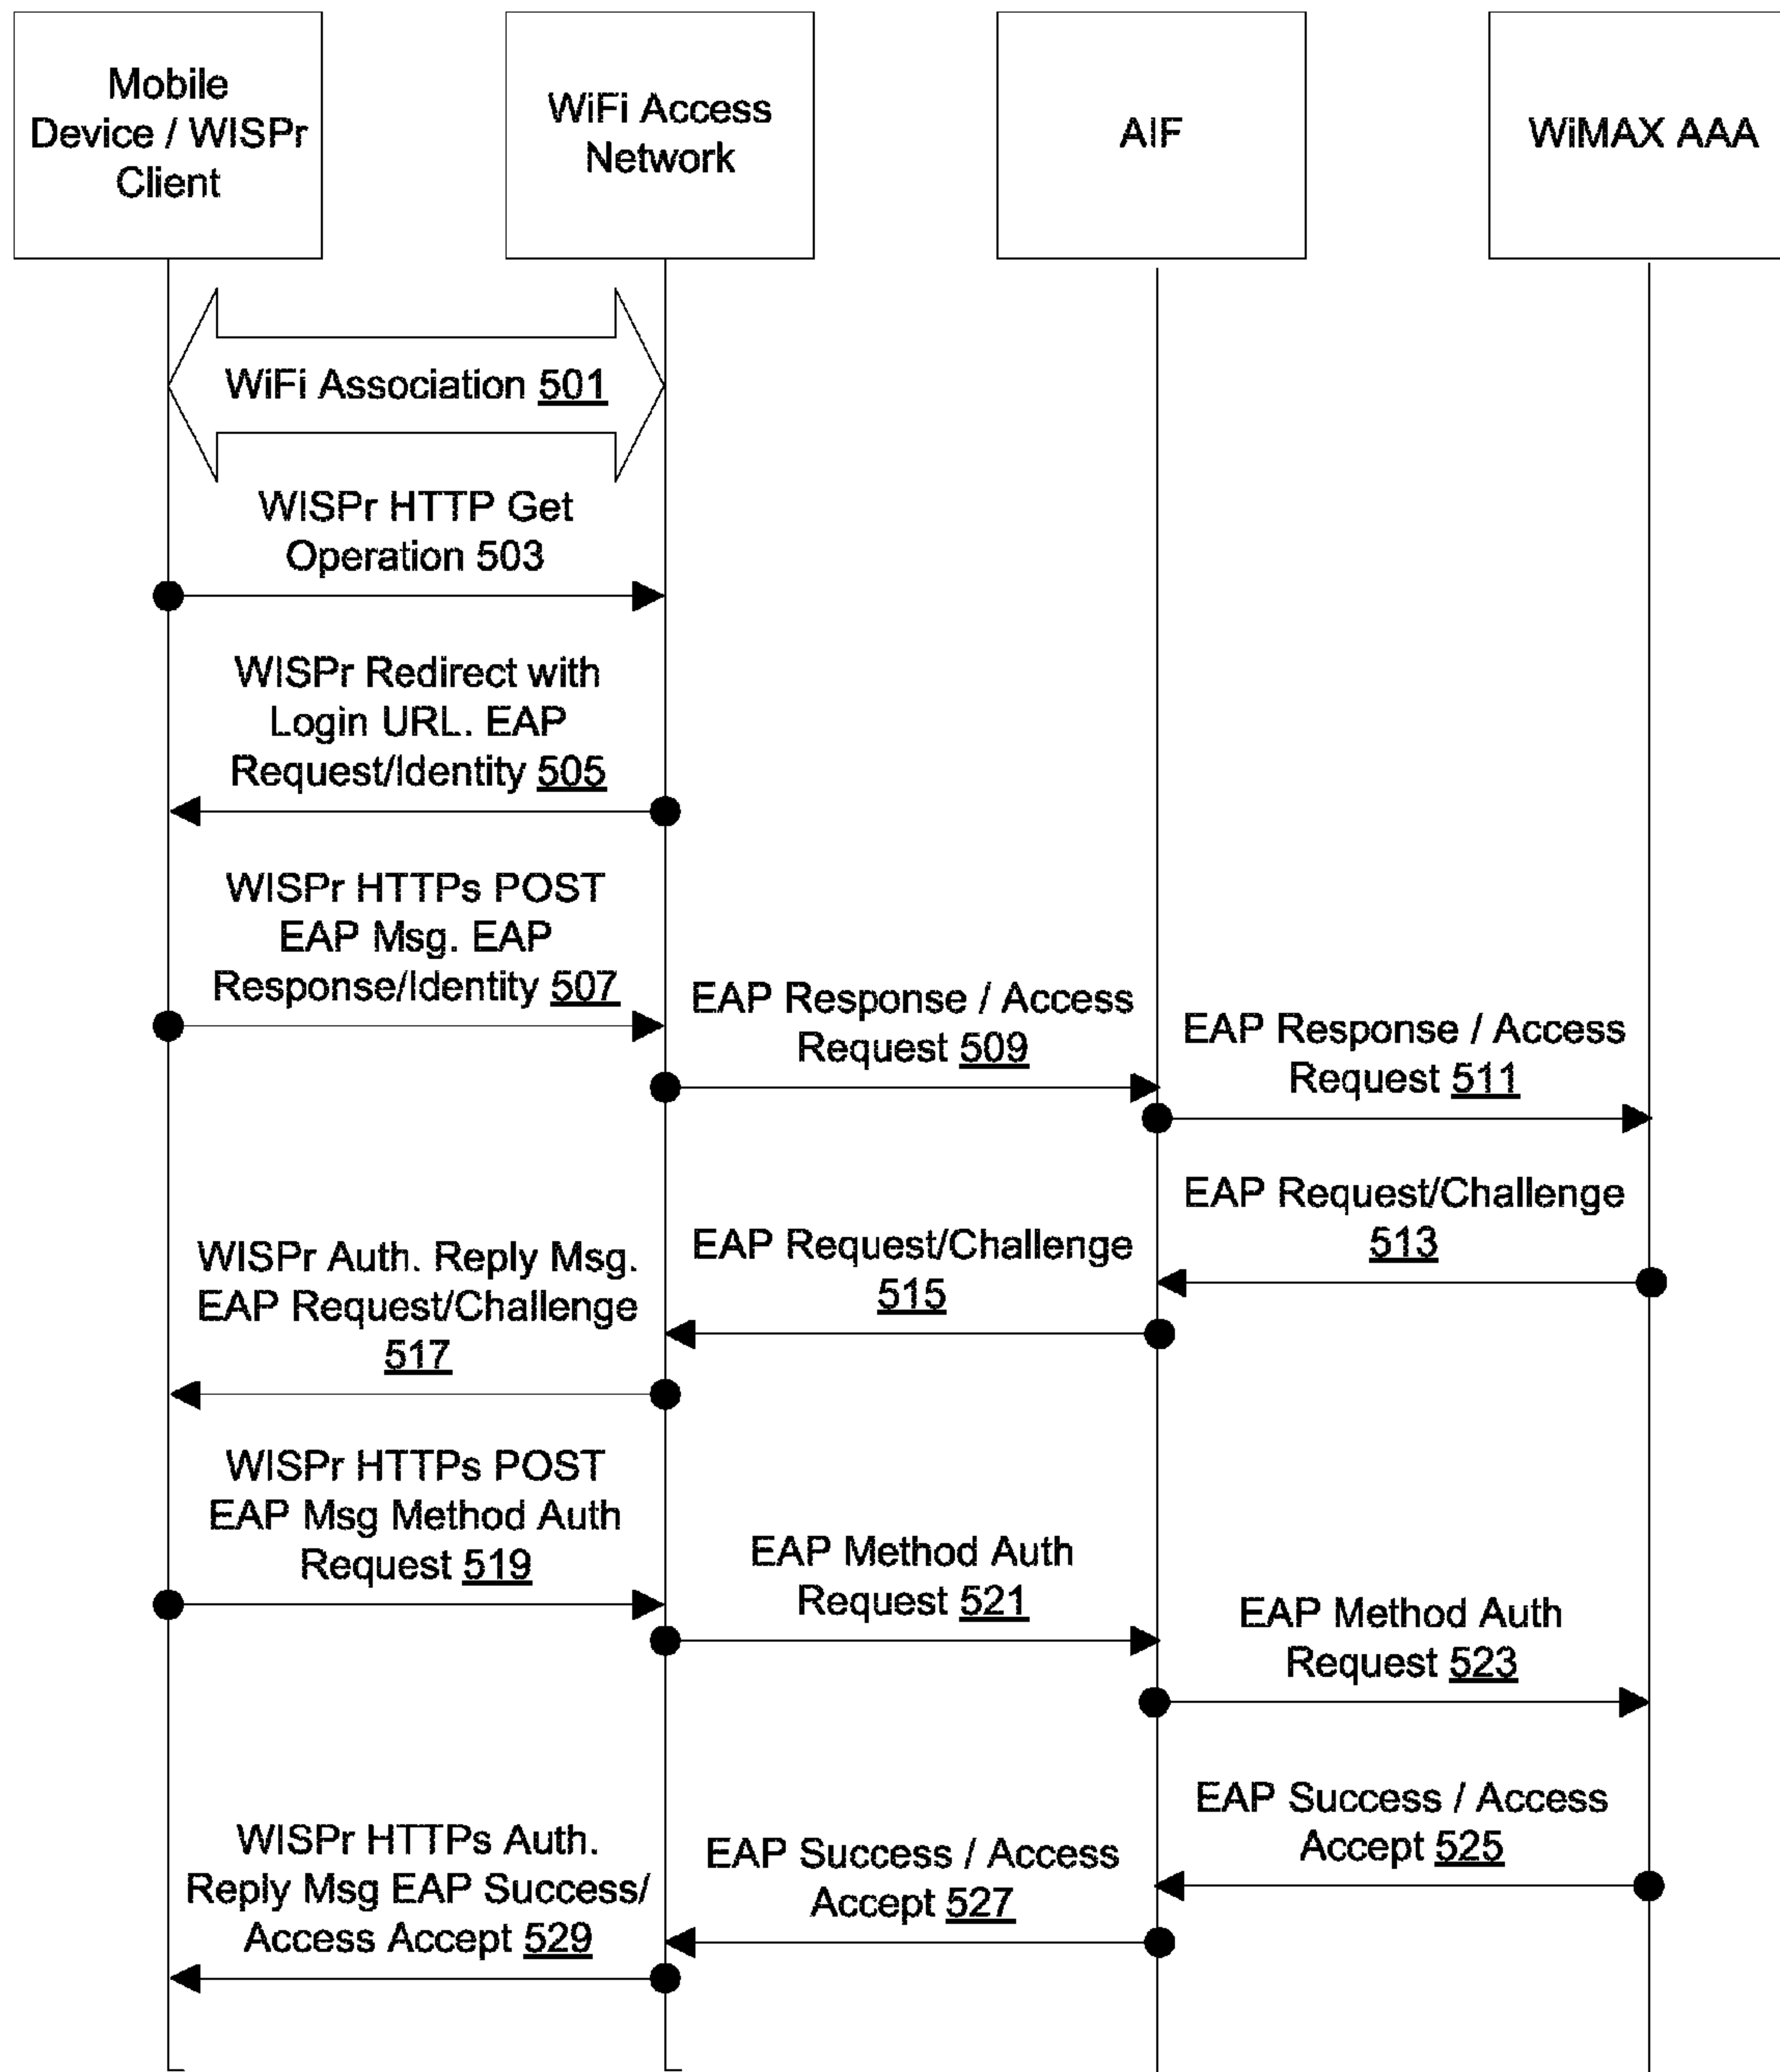 Mobile
Device / WISPr
Client
WiFi Access
Network
AIF
WiMAX AAA
WiFi Association 501
WISPr HTTP Get
Operation 503
WISPr Redirect with
Login URL. EAP
Request/Identity 505
WISPr HTTPs POST
EAP Msg. EAP
Response/Identity 507
EAP Response / Access
Request 509
EAP Response / Access
Request 511
EAP Request/Challenge
513
EAP Request/Challenge
515
WISPr Auth. Reply Msg.
EAP Request/Challenge
517
WISPr HTTPs POST
EAP Msg Method Auth
Request 519
EAP Method Auth
Request 521
EAP Method Auth
Request 523
EAP Success / Access
Accept 525
EAP Success / Access
Accept 527
WISPr HTTPs Auth.
Reply Msg EAP Success/
Access Accept 529